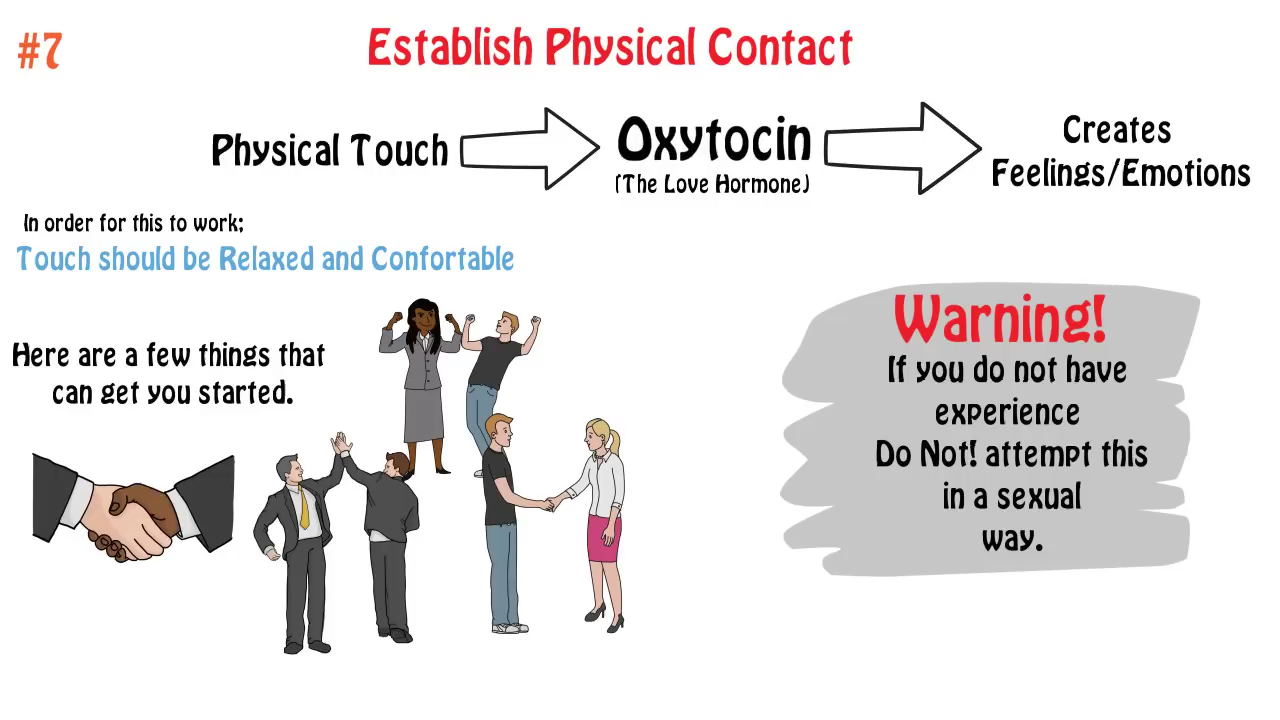 #7
Establish Physical Contact
Physical Touch
Oxytocin
(The Love Hormone)
Creates
Feelings/Emotions
In order for this to work;
Touch should be Relaxed and Confortable
Here are a few things that
can get you started.
Warning!
If you do not have
experience
Do Not! attempt this
in a sexual
way.